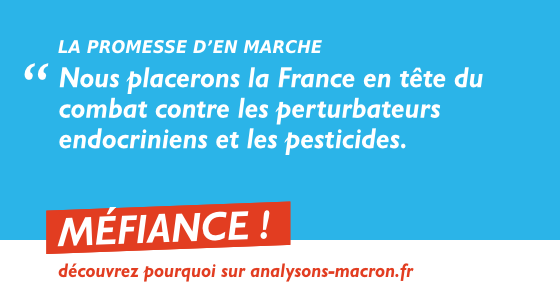 LA PROMESSE D’EN MARCHE
“ Nous placerons la France en tête du
combat contre les perturbateurs
endocriniens et les pesticides.
MÉFIANCE !
découvrez pourquoi sur analysons-macron.fr